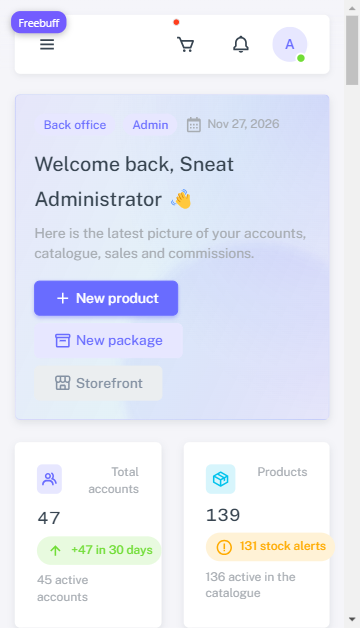 Freebuff
A
Back office
Admin
Nov 27, 2026
Welcome back, Sneat
Administrator 👋
Here is the latest picture of your accounts,
catalogue, sales and commissions.
New product
New package
Storefront
Total
accounts
47
+47 in 30 days
45 active
accounts
Products
139
131 stock alerts
136 active in the
catalogue